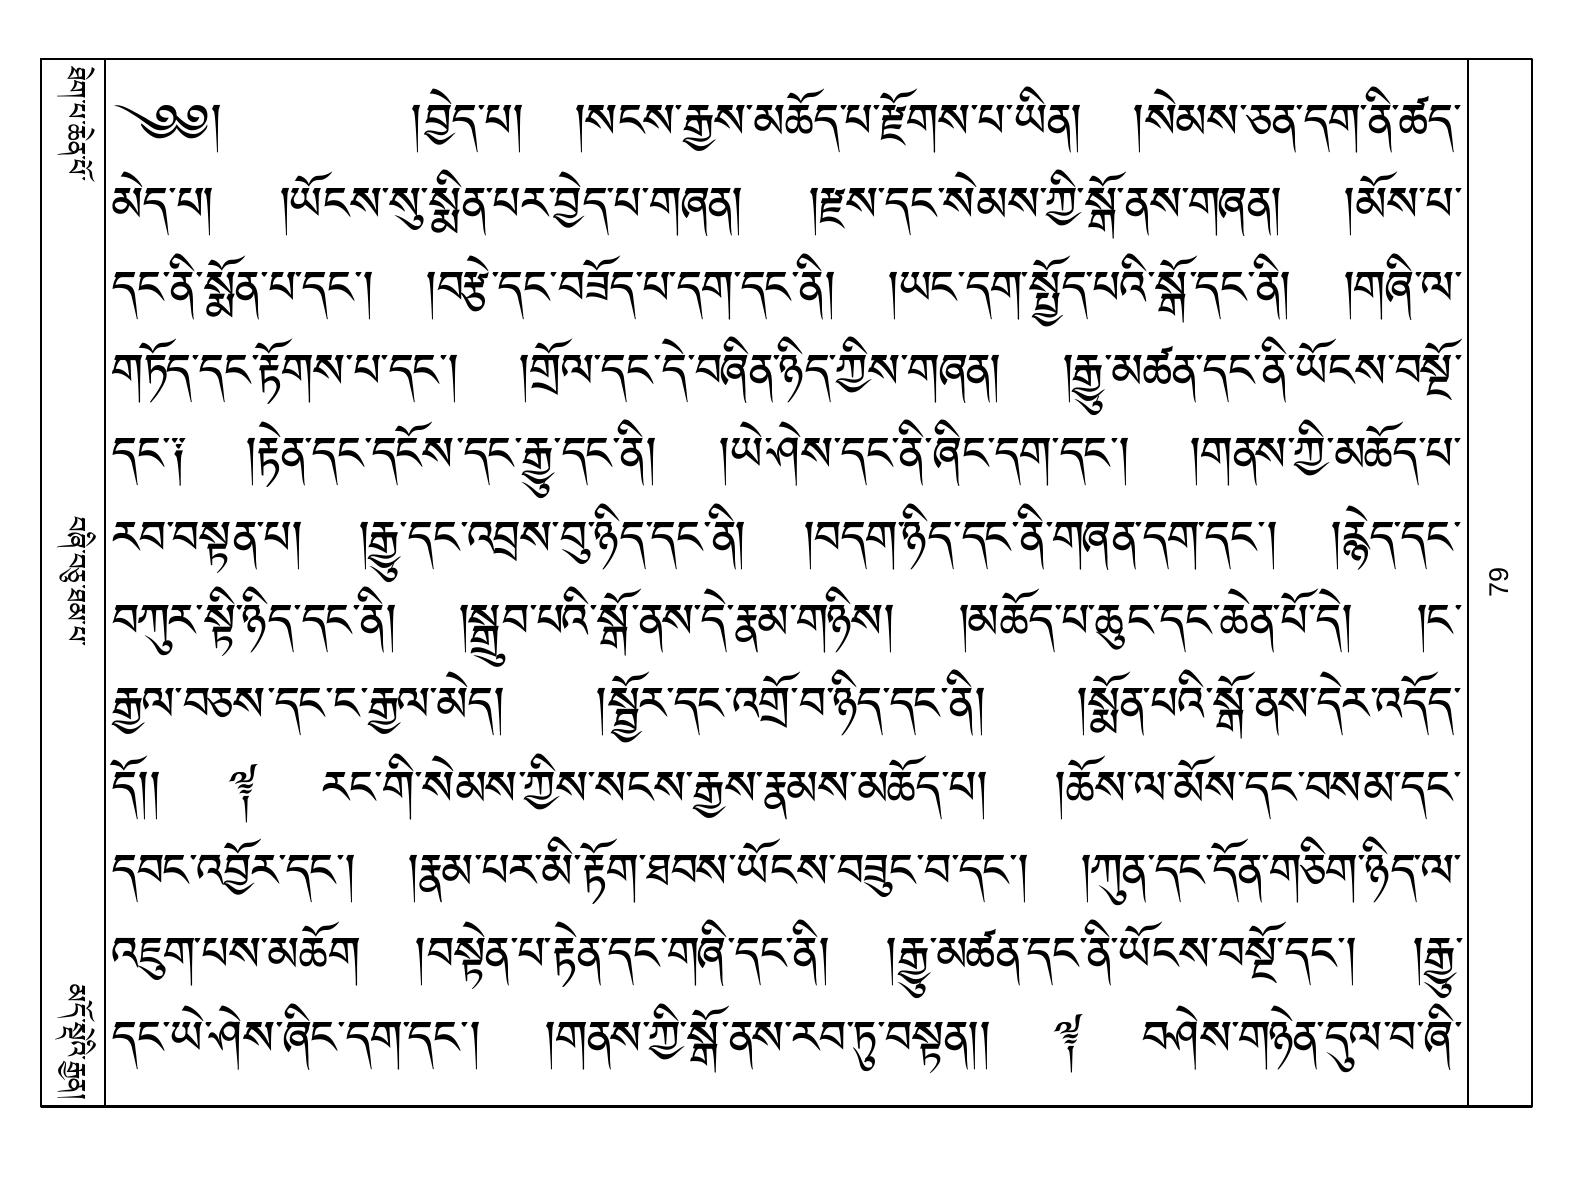 ༄༅།      །བྱེད་པ།   །སངས་རྒྱས་མཆོད་པ་རྫོགས་པ་ཡིན།   །སེམས་ཅན་དག་ནི་ཚད་
མེད་པ།   །ཡོངས་སུ་སྨིན་པར་བྱེད་པ་གཞན།   །རྫས་དང་སེམས་ཀྱི་སྒོ་ནས་གཞན།   །མོས་པ་
དང་ནི་སྨོན་པ་དང་།   །བརྩེ་དང་བཟོད་པ་དག་དང་ནི།   །ཡང་དག་སྤྱོད་པའི་སྒོ་དང་ནི།   །གཞི་ལ་
གཏོད་དང་རྟོགས་པ་དང་།   །གྲོལ་དང་དེ་བཞིན་ཉིད་ཀྱིས་གཞན།   །རྒྱུ་མཚན་དང་ནི་ཡོངས་བསྔོ་
དང་༑   །རྟེན་དང་དངོས་དང་རྒྱུ་དང་ནི།   །ཡེ་ཤེས་དང་ནི་ཞིང་དག་དང་།   །གནས་ཀྱི་མཆོད་པ་
རབ་བསྟན་པ།   །རྒྱུ་དང་འབྲས་བུ་ཉིད་དང་ནི།   །བདག་ཉིད་དང་ནི་གཞན་དག་དང་།   །རྙེད་དང་
བཀུར་སྟི་ཉིད་དང་ནི།   །སྒྲུབ་པའི་སྒོ་ནས་དེ་རྣམ་གཉིས།   །མཆོད་པ་ཆུང་དང་ཆེན་པོ་དེ།   །ང་
རྒྱལ་བཅས་དང་ང་རྒྱལ་མེད།   །སྦྱོར་དང་འགྲོ་བ་ཉིད་དང་ནི།   །སྨོན་པའི་སྒོ་ནས་དེར་འདོད་
དོ།།   ༈   རང་གི་སེམས་ཀྱིས་སངས་རྒྱས་རྣམས་མཆོད་པ།   །ཆོས་ལ་མོས་དང་བསམ་དང་
དབང་འབྱོར་དང་།   །རྣམ་པར་མི་རྟོག་ཐབས་ཡོངས་བཟུང་བ་དང་།   །ཀུན་དང་དོན་གཅིག་ཉིད་ལ་
འཇུག་པས་མཆོག   །བསྟེན་པ་རྟེན་དང་གཞི་དང་ནི།   །རྒྱུ་མཚན་དང་ནི་ཡོངས་བསྔོ་དང་།   །རྒྱུ་
དང་ཡེ་ཤེས་ཞིང་དག་དང་།   །གནས་ཀྱི་སྒོ་ནས་རབ་ཏུ་བསྟན།།   ༈   བཤེས་གཉེན་དུལ་བ་ཞི་
ཐེག་པ་ཆེན་པོ་
བཞི་བཅུ་ཐམ་པ་
མདོ་སྡེའི་རྒྱན།
79